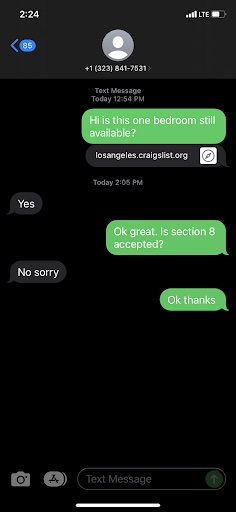 2:24
LTE
85
+1 (323) 841-7531
Text Message
Today 12:54 PM
Hi is this one bedroom still
available?
losangeles.craigslist.org
Today 2:05 PM
Yes
Ok great. Is section 8
accepted?
No sorry
Ok thanks
Text Message